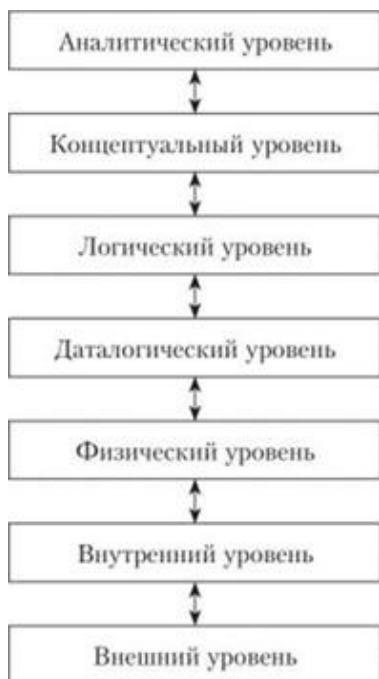 Аналитический уровень
Концептуальный уровень
Логический уровень
Даталогический уровень
Физический уровень
Внутренний уровень
Внешний уровень